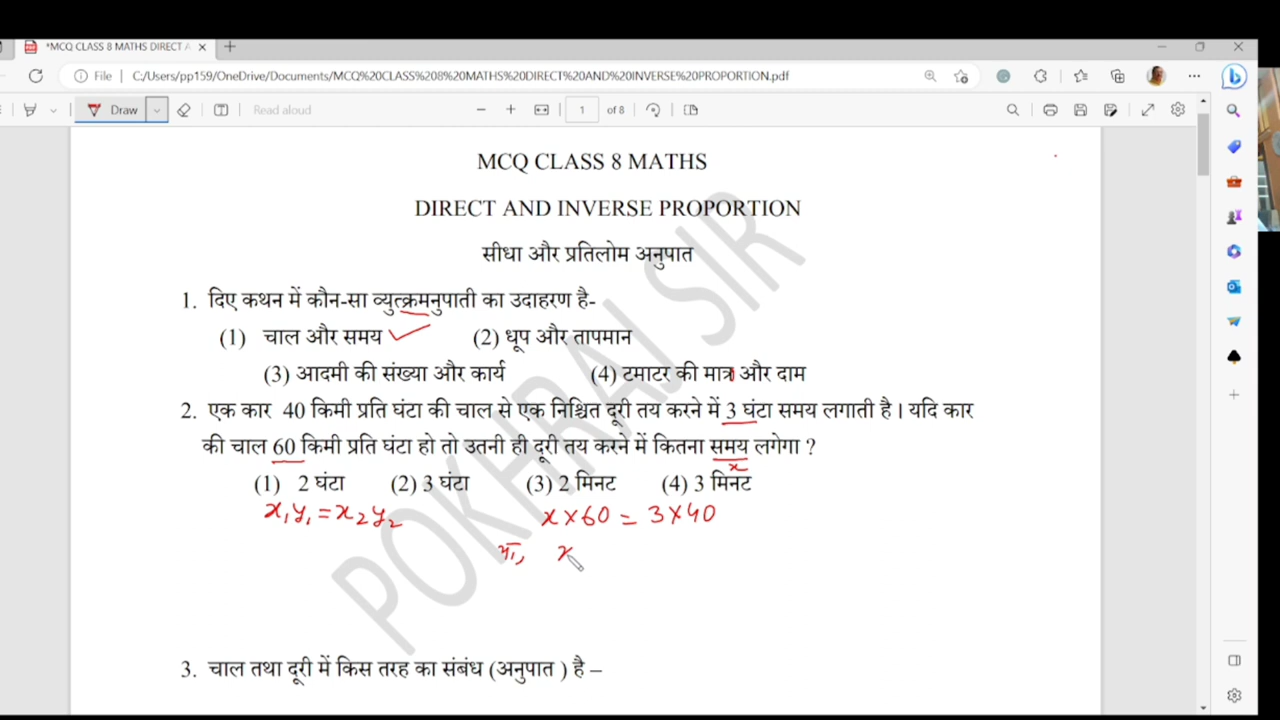 *MCQ CLASS 8 MATHS DIRECT A
File C:/Users/pp159/OneDrive/Documents/MCQ%20CLASS%208%20MATHS%20DIRECT%20AND%20INVERSE%20PROPORTION.pdf
Draw Read aloud 1 of 8
MCQ CLASS 8 MATHS
DIRECT AND INVERSE PROPORTION
सीधा और प्रतिलोम अनुपात
1. दिए कथन में कौन-सा व्युत्क्रमनुपाती का उदाहरण है-
(1) चाल और समय (2) धूप और तापमान
(3) आदमी की संख्या और कार्य (4) टमाटर की मात्रा और दाम
2. एक कार 40 किमी प्रति घंटा की चाल से एक निश्चित दूरी तय करने में 3 घंटा समय लगाती है । यदि कार
की चाल 60 किमी प्रति घंटा हो तो उतनी ही दूरी तय करने में कितना समय लगेगा ?
x
(1) 2 घंटा (2) 3 घंटा (3) 2 मिनट (4) 3 मिनट
x₁y₁ = x₂y₂ x × 60 = 3 × 40
या, x
3. चाल तथा दूरी में किस तरह का संबंध (अनुपात ) है –
POKHRAJ SIR